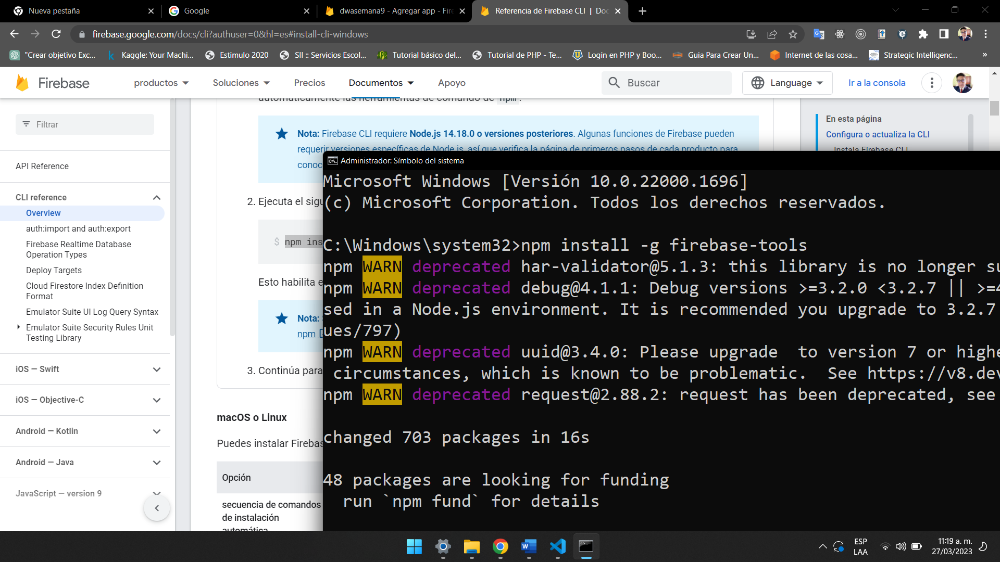 Nueva pestaña
Google
dwasemana9 - Agregar app - Fire
Referencia de Firebase CLI | Doc
firebase.google.com/docs/cli?authuser=0&hl=es#install-cli-windows
"Crear objetivo Exc...
Kaggle: Your Machi...
Estimulo 2020
SII :: Servicios Escol...
Tutorial básico del...
Tutorial de PHP - Te...
Login en PHP y Boo...
Guia Para Crear Un...
Internet de las cosa...
Strategic Intelligenc...
»
Firebase
productos
Soluciones
Precios
Documentos
Apoyo
Buscar
Language
Ir a la consola
Filtrar
API Reference
CLI reference
Overview
auth:import and auth:export
Firebase Realtime Database
Operation Types
Deploy Targets
Cloud Firestore Index Definition
Format
Emulator Suite UI Log Query Syntax
Emulator Suite Security Rules Unit
Testing Library
iOS — Swift
iOS — Objective-C
Android — Kotlin
Android — Java
JavaScript — version 9
automáticamente las herramientas de comando de npm.
Nota: Firebase CLI requiere Node.js 14.18.0 o versiones posteriores. Algunas funciones de Firebase pueden
requerir versiones específicas de Node.js, así que verifica la página de primeros pasos de cada producto para
cono
2. Ejecuta el sigu
$ npm ins
Esto habilita e
Nota:
npm
3. Continúa para
macOS o Linux
Puedes instalar Firebas
Opción
secuencia de comandos
de instalación
automática
En esta página
Configura o actualiza la CLI
Instala Firebase CLI
Administrador: Símbolo del sistema
Microsoft Windows [Versión 10.0.22000.1696]
(c) Microsoft Corporation. Todos los derechos reservados.
C:\Windows\system32>npm install -g firebase-tools
npm WARN deprecated har-validator@5.1.3: this library is no longer su
npm WARN deprecated debug@4.1.1: Debug versions >=3.2.0 <3.2.7 || >=4
sed in a Node.js environment. It is recommended you upgrade to 3.2.7
ues/797)
npm WARN deprecated uuid@3.4.0: Please upgrade  to version 7 or highe
 circumstances, which is known to be problematic.  See https://v8.dev
npm WARN deprecated request@2.88.2: request has been deprecated, see
changed 703 packages in 16s
48 packages are looking for funding
  run `npm fund` for details
ESP
LAA
11:19 a. m.
27/03/2023